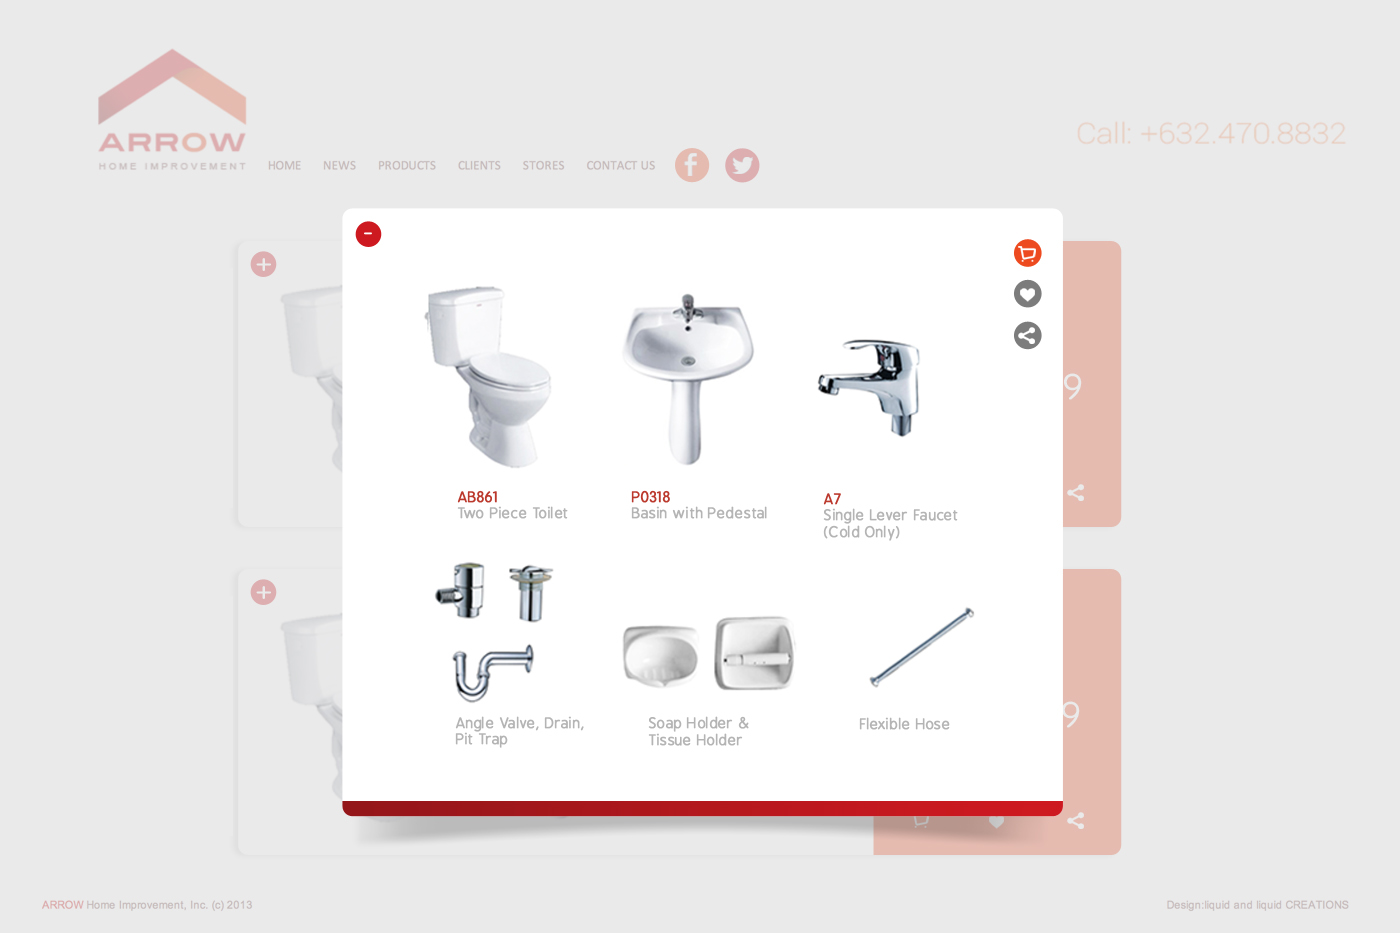 ARROW
HOME IMPROVEMENT
HOME NEWS PRODUCTS CLIENTS STORES CONTACT US
Call: +632.470.8832
9
AB861
Two Piece Toilet
P0318
Basin with Pedestal
A7
Single Lever Faucet
(Cold Only)
Angle Valve, Drain,
Pit Trap
Soap Holder &
Tissue Holder
Flexible Hose
9
ARROW Home Improvement, Inc. (c) 2013
Design:liquid and liquid CREATIONS